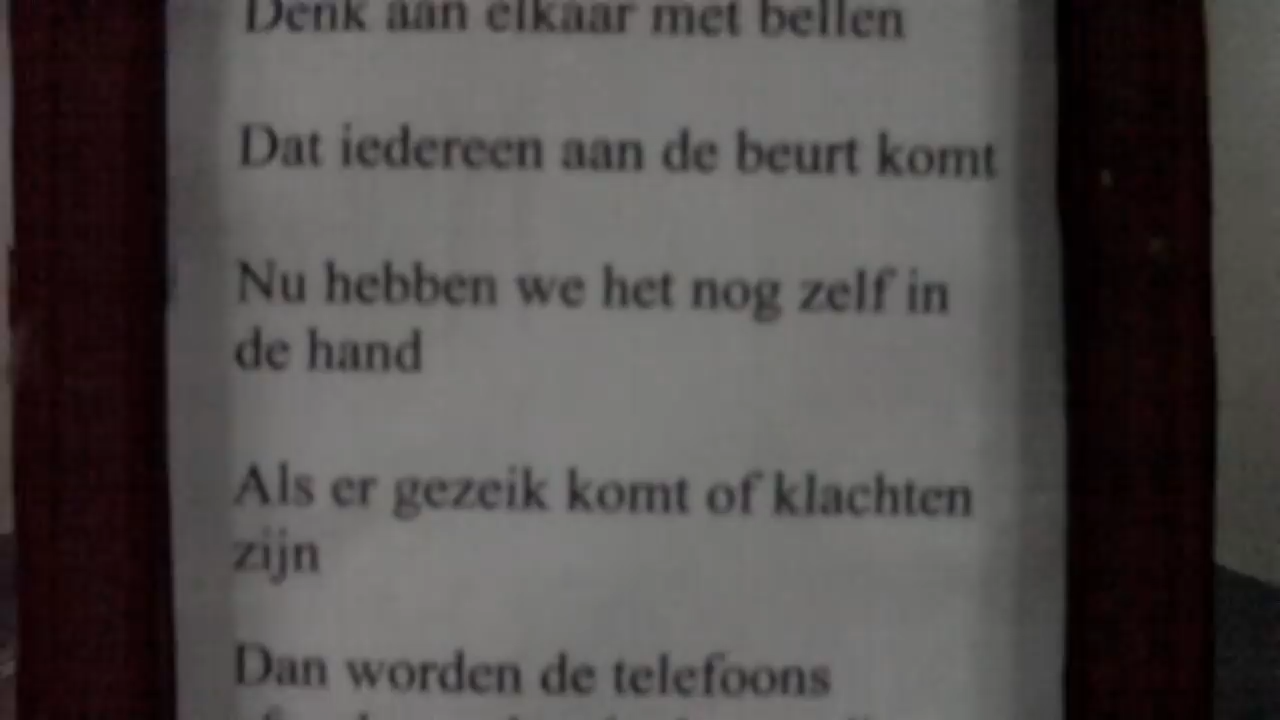 Denk aan elkaar met bellen
Dat iedereen aan de beurt komt
Nu hebben we het nog zelf in
de hand
Als er gezeik komt of klachten
zijn
Dan worden de telefoons